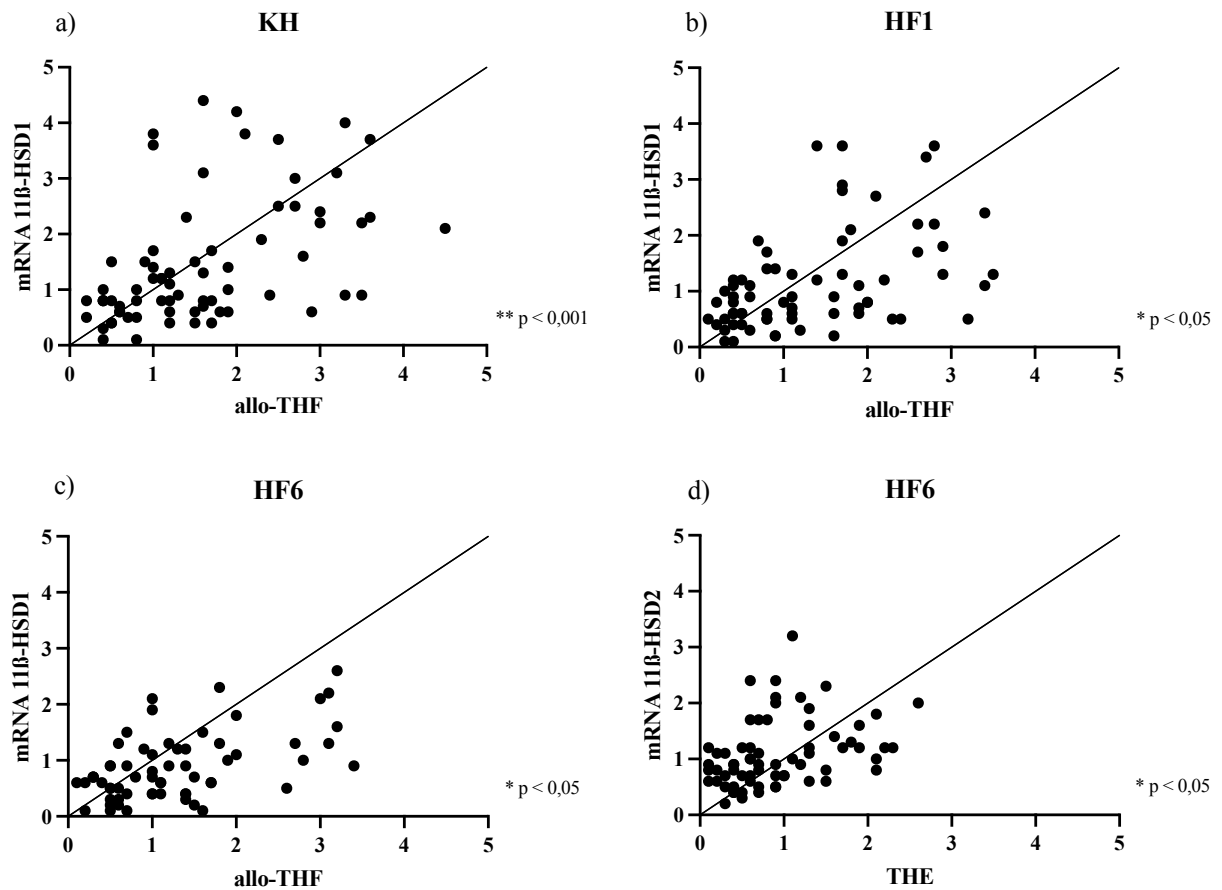 a)
KH
mRNA 11ß-HSD1
5
4
3
2
1
0
0 1 2 3 4 5
allo-THF
** p < 0,001
b)
HF1
mRNA 11ß-HSD1
5
4
3
2
1
0
0 1 2 3 4 5
allo-THF
* p < 0,05
c)
HF6
mRNA 11ß-HSD1
5
4
3
2
1
0
0 1 2 3 4 5
allo-THF
* p < 0,05
d)
HF6
mRNA 11ß-HSD2
5
4
3
2
1
0
0 1 2 3 4 5
THE
* p < 0,05